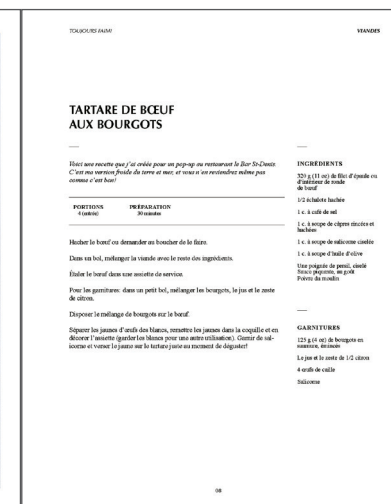 TOUJOURS FAIM!
VIANDES
TARTARE DE BŒUF
AUX BOURGOTS
Voici une recette que j'ai créée pour un pop-up au restaurant le Bar St-Denis.
C'est ma version froide du terre et mer, et vous n'en reviendrez même pas
comme c'est bon!
PORTIONS
4 (entrée)
PRÉPARATION
30 minutes
Hacher le bœuf ou demander au boucher de le faire.
Dans un bol, mélanger la viande avec le reste des ingrédients.
Étaler le bœuf dans une assiette de service.
Pour les garnitures: dans un petit bol, mélanger les bourgots, le jus et le zeste
de citron.
Disposer le mélange de bourgots sur le bœuf.
Séparer les jaunes d'œufs des blancs, remettre les jaunes dans la coquille et en
décorer l'assiette (garder les blancs pour une autre utilisation). Garnir de sal-
icorne et verser le jaune sur le tartare juste au moment de déguster!
INGRÉDIENTS
320 g (11 oz) de filet d'épaule ou
d'intérieur de ronde
de bœuf
1/2 échalote hachée
1 c. à café de sel
1 c. à soupe de câpres rincées et
hachées
1 c. à soupe de salicorne ciselée
1 c. à soupe d'huile d'olive
Une poignée de persil, ciselé
Sauce piquante, au goût
Poivre du moulin
GARNITURES
125 g (4 oz) de bourgots en
saumure, émincés
Le jus et le zeste de 1/2 citron
4 œufs de caille
Salicorne
98